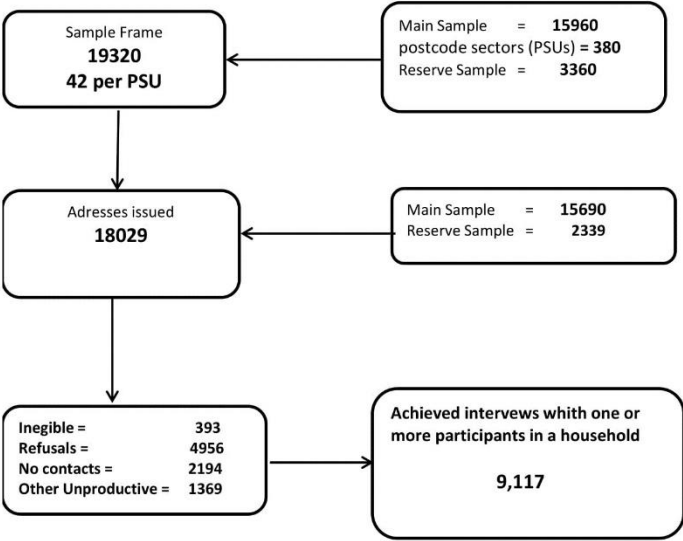 Sample Frame
19320
42 per PSU
Main Sample = 15960
postcode sectors (PSUs) = 380
Reserve Sample = 3360
Adresses issued
18029
Main Sample = 15690
Reserve Sample = 2339
Inegible = 393
Refusals = 4956
No contacts = 2194
Other Unproductive = 1369
Achieved intervews whith one or
more participants in a household
9,117